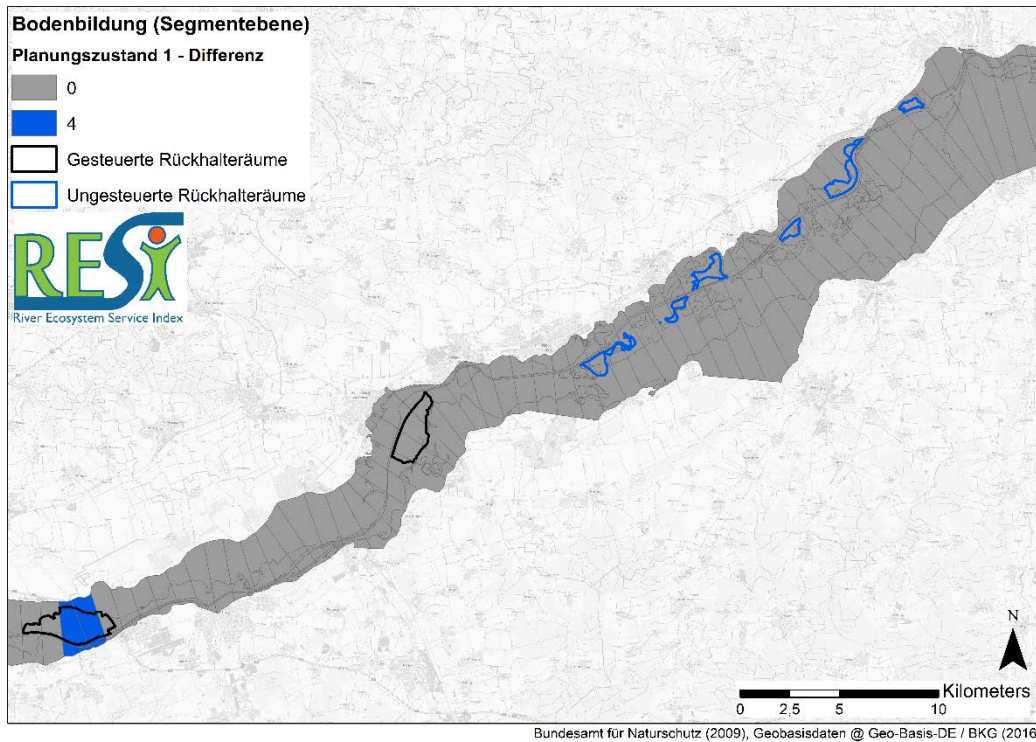 Bodenbildung (Segmentebene)
Planungszustand 1 - Differenz
0
4
Gesteuerte Rückhalteräume
Ungesteuerte Rückhalteräume
RESI
River Ecosystem Service Index
N
Kilometers
0 2,5 5 10
Bundesamt für Naturschutz (2009), Geobasisdaten @ Geo-Basis-DE / BKG (2016